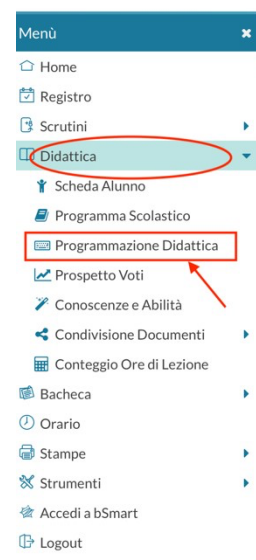 Menù ×
Home
Registro
Scrutini
Didattica
Scheda Alunno
Programma Scolastico
Programmazione Didattica
Prospetto Voti
Conoscenze e Abilità
Condivisione Documenti
Conteggio Ore di Lezione
Bacheca
Orario
Stampe
Strumenti
Accedi a bSmart
Logout